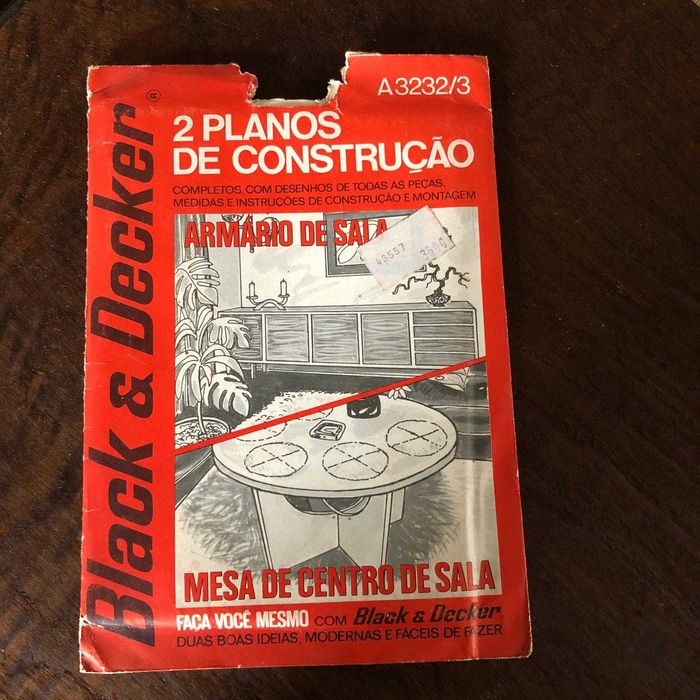 Black & Decker®
A3232/3
2 PLANOS
DE CONSTRUÇÃO
COMPLETOS, COM DESENHOS DE TODAS AS PEÇAS,
MEDIDAS E INSTRUÇÕES DE CONSTRUÇÃO E MONTAGEM
ARMÁRIO DE SALA
43557
3500
MESA DE CENTRO DE SALA
FAÇA VOCÊ MESMO COM Black & Decker
DUAS BOAS IDEIAS, MODERNAS E FÁCEIS DE FAZER